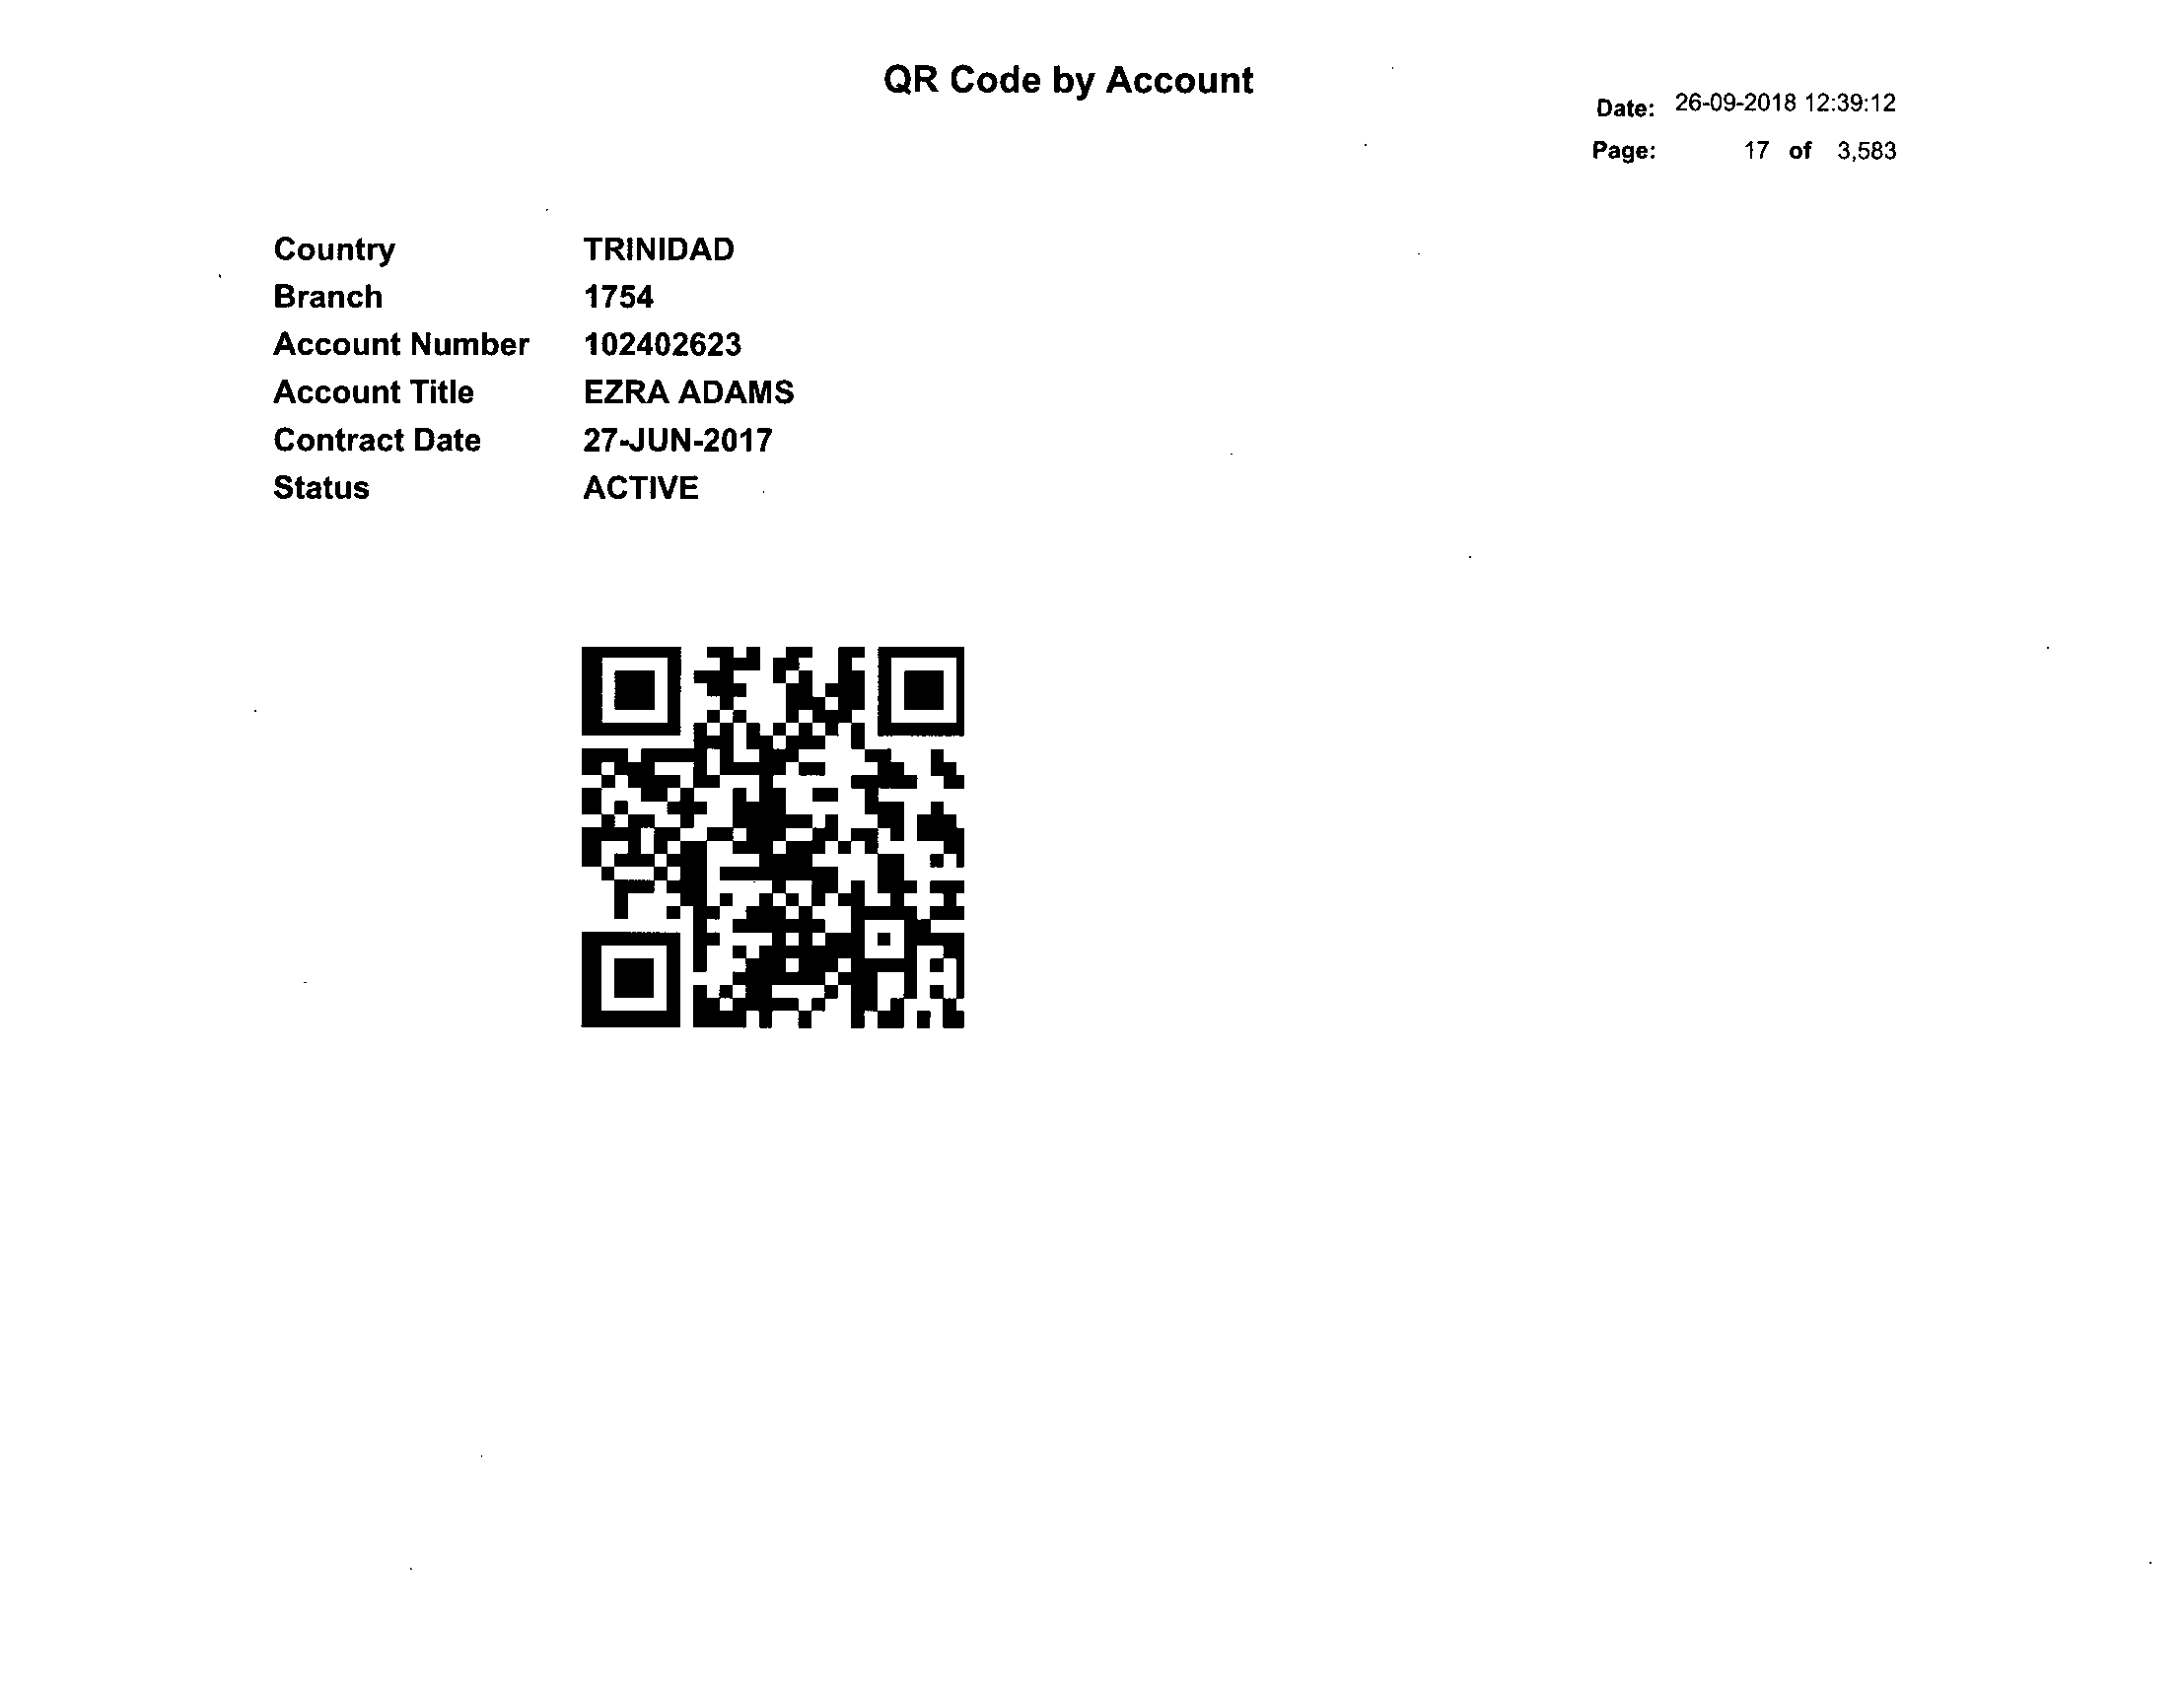 QR Code by Account
Date: 26-09-2018 12:39:12
Page: 17 of 3,583
Country TRINIDAD
Branch 1754
Account Number 102402623
Account Title EZRA ADAMS
Contract Date 27-JUN-2017
Status ACTIVE